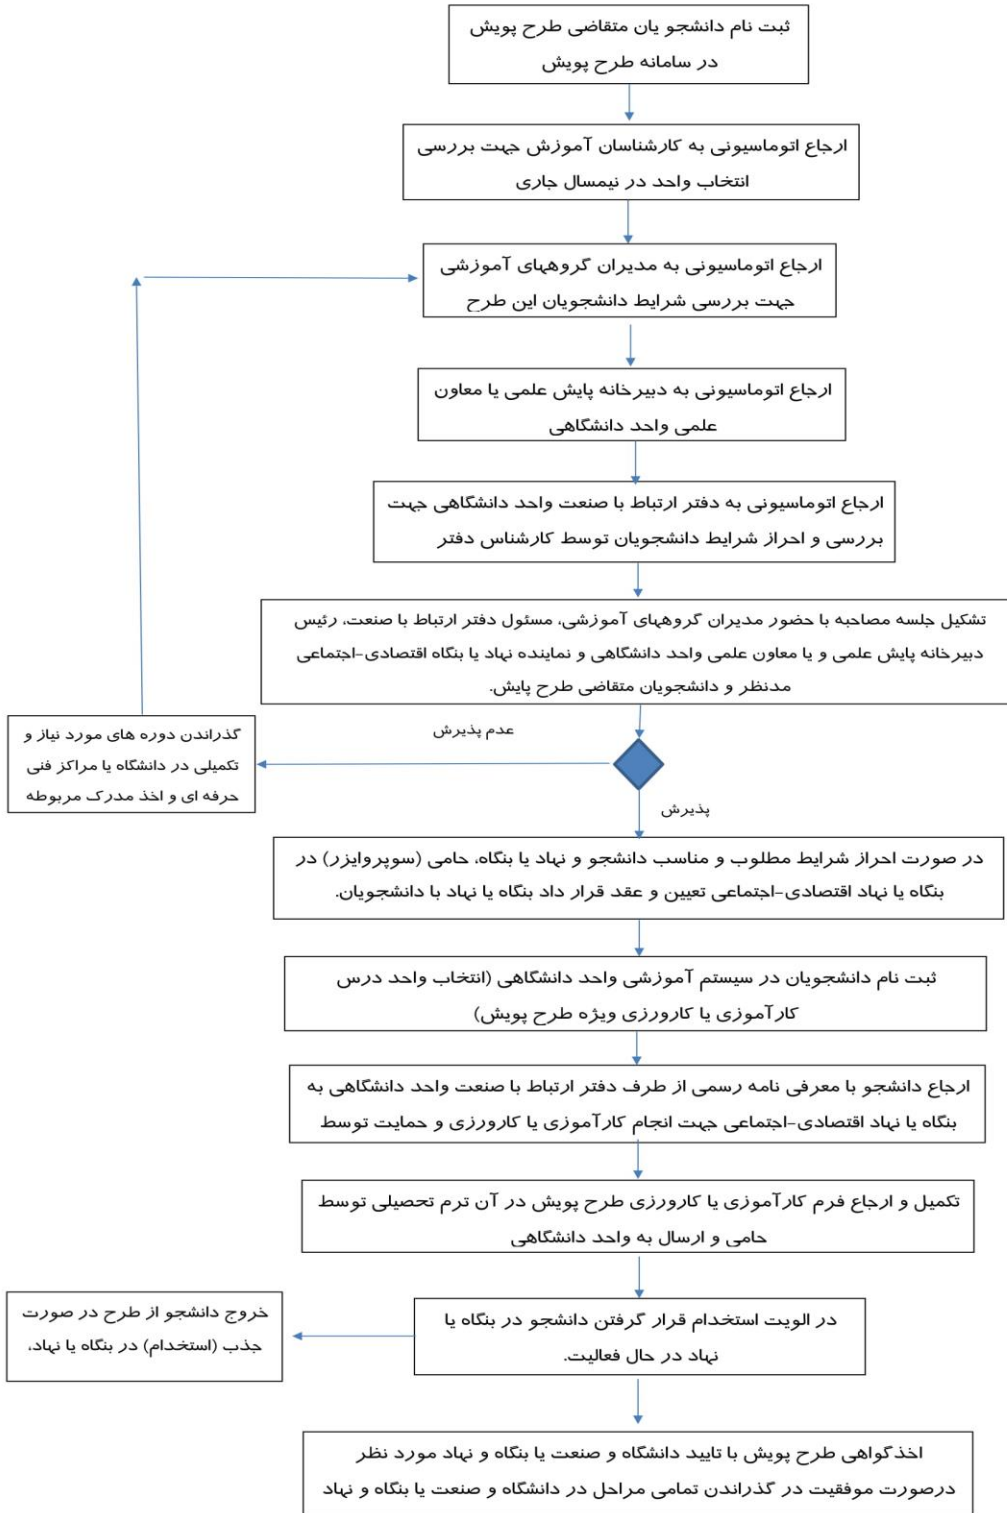 ثبت نام دانشجو یان متقاضی طرح پویش
در سامانه طرح پویش
ارجاع اتوماسیونی به کارشناسان آموزش جهت بررسی
انتخاب واحد در نیمسال جاری
ارجاع اتوماسیونی به مدیران گروههای آموزشی
جهت بررسی شرایط دانشجویان این طرح
ارجاع اتوماسیونی به دبیرخانه پایش علمی یا معاون
علمی واحد دانشگاهی
ارجاع اتوماسیونی به دفتر ارتباط با صنعت واحد دانشگاهی جهت
بررسی و احراز شرایط دانشجویان توسط کارشناس دفتر
تشکیل جلسه مصاحبه با حضور مدیران گروههای آموزشی، مسئول دفتر ارتباط با صنعت، رئیس
دبیرخانه پایش علمی و یا معاون علمی واحد دانشگاهی و نماینده نهاد یا بنگاه اقتصادی-اجتماعی
مدنظر و دانشجویان متقاضی طرح پایش.
عدم پذیرش
گذراندن دوره های مورد نیاز و
تکمیلی در دانشگاه یا مراکز فنی
حرفه ای و اخذ مدرک مربوطه
پذیرش
در صورت احراز شرایط مطلوب و مناسب دانشجو و نهاد یا بنگاه، حامی (سوپروایزر) در
بنگاه یا نهاد اقتصادی-اجتماعی تعیین و عقد قرار داد بنگاه یا نهاد با دانشجویان.
ثبت نام دانشجویان در سیستم آموزشی واحد دانشگاهی (انتخاب واحد درس
کارآموزی یا کارورزی ویژه طرح پویش)
ارجاع دانشجو با معرفی نامه رسمی از طرف دفتر ارتباط با صنعت واحد دانشگاهی به
بنگاه یا نهاد اقتصادی-اجتماعی جهت انجام کارآموزی یا کارورزی و حمایت توسط
تکمیل و ارجاع فرم کارآموزی یا کارورزی طرح پویش در آن ترم تحصیلی توسط
حامی و ارسال به واحد دانشگاهی
در الویت استخدام قرار گرفتن دانشجو در بنگاه یا
نهاد در حال فعالیت.
خروج دانشجو از طرح در صورت
جذب (استخدام) در بنگاه یا نهاد،
اخذ گواهی طرح پویش با تایید دانشگاه و صنعت یا بنگاه و نهاد مورد نظر
درصورت موفقیت در گذراندن تمامی مراحل در دانشگاه و صنعت یا بنگاه و نهاد